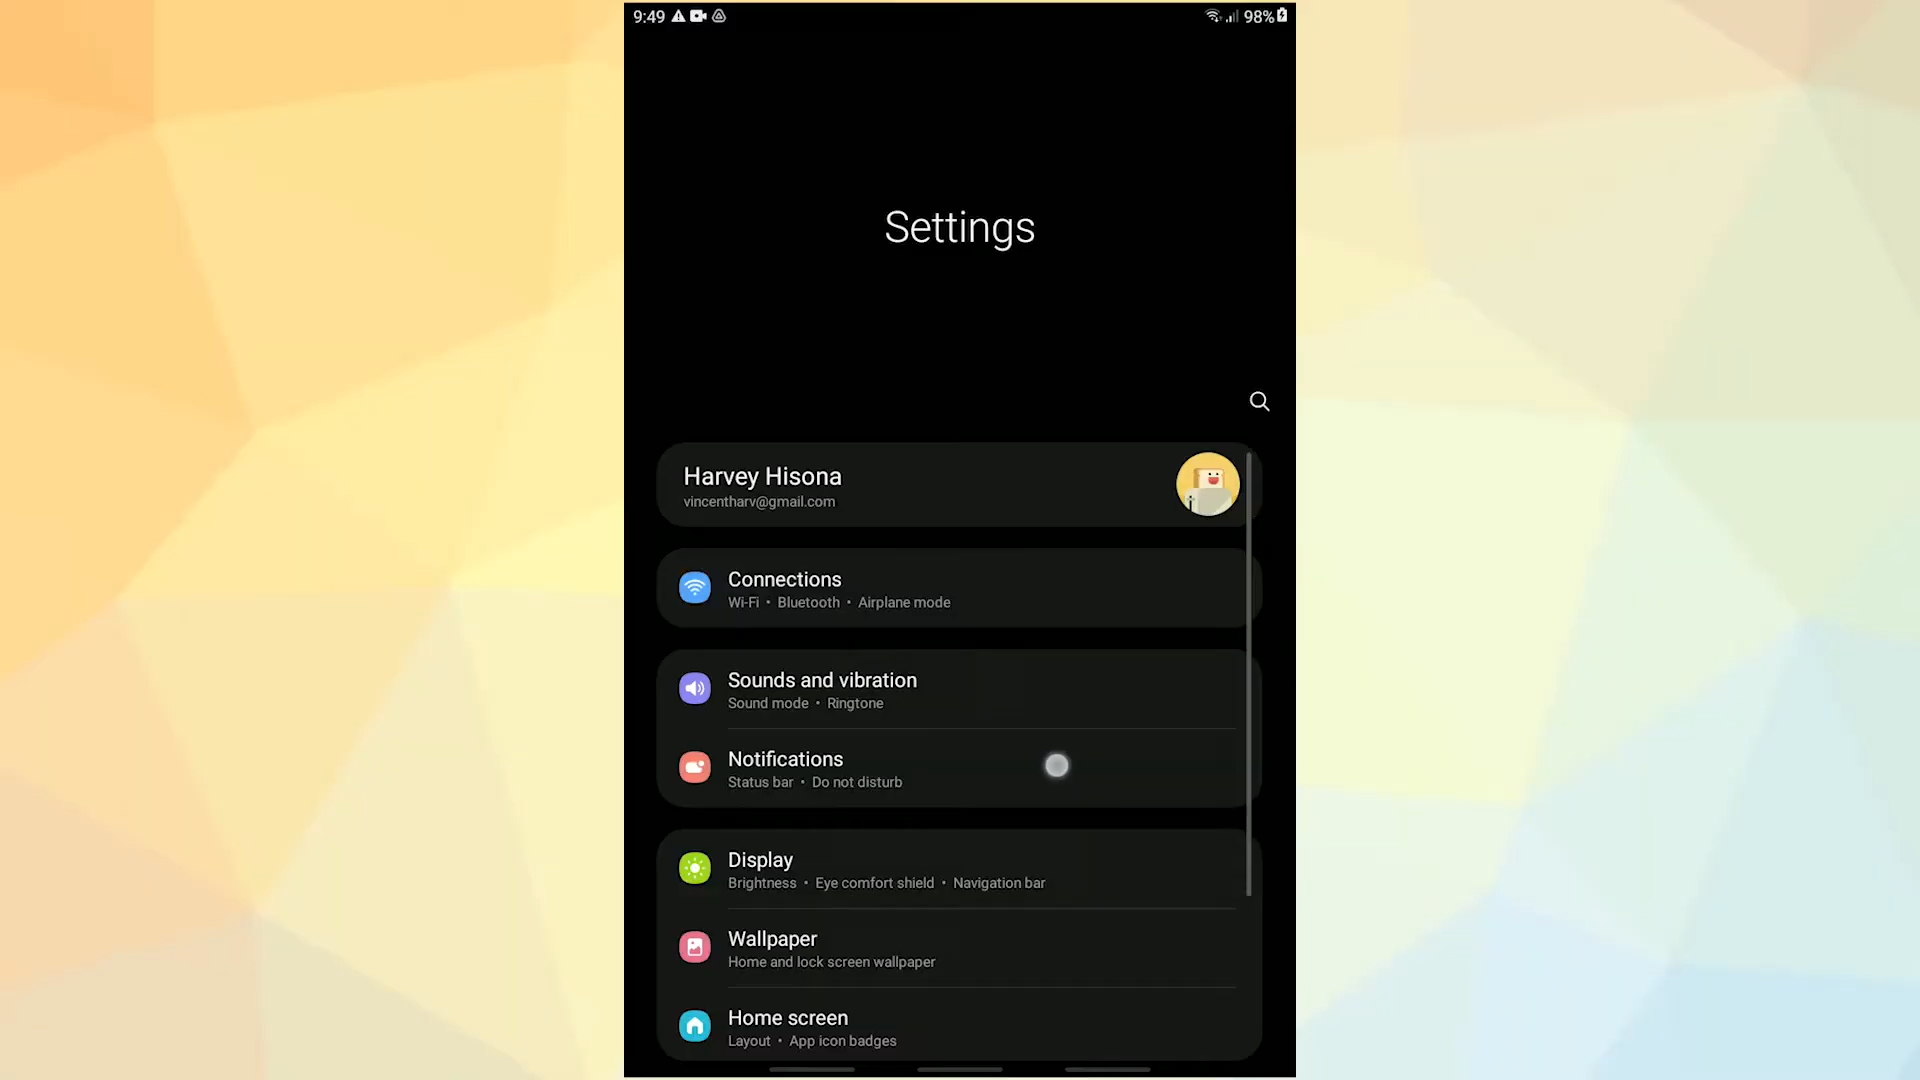 9:49
98%
Settings
Harvey Hisona
vincentharv@gmail.com
Connections
Wi-Fi • Bluetooth • Airplane mode
Sounds and vibration
Sound mode • Ringtone
Notifications
Status bar • Do not disturb
Display
Brightness • Eye comfort shield • Navigation bar
Wallpaper
Home and lock screen wallpaper
Home screen
Layout • App icon badges